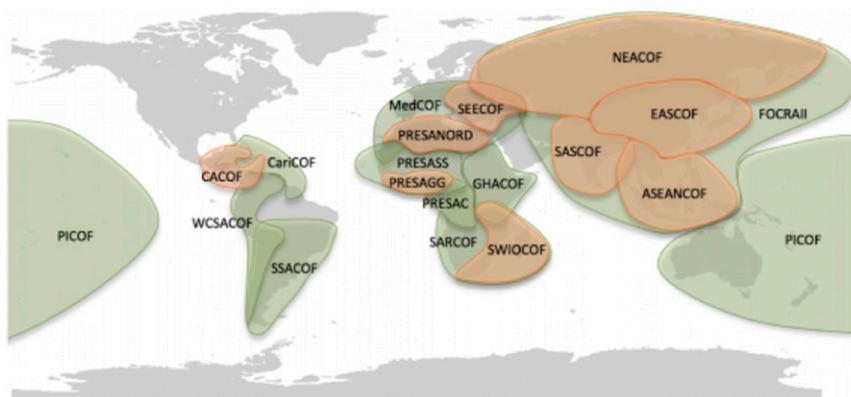 NEACOF
MedCOF
SEECOF
EASCOF
FOCRAII
PRESANORD
SASCOF
CariCOF
PRESASS
CACOF
PRESAGG
GHACOF
ASEANCOF
PRESAC
WCSACOF
PICOF
SARCOF
SWIOCOF
PICOF
SSACOF